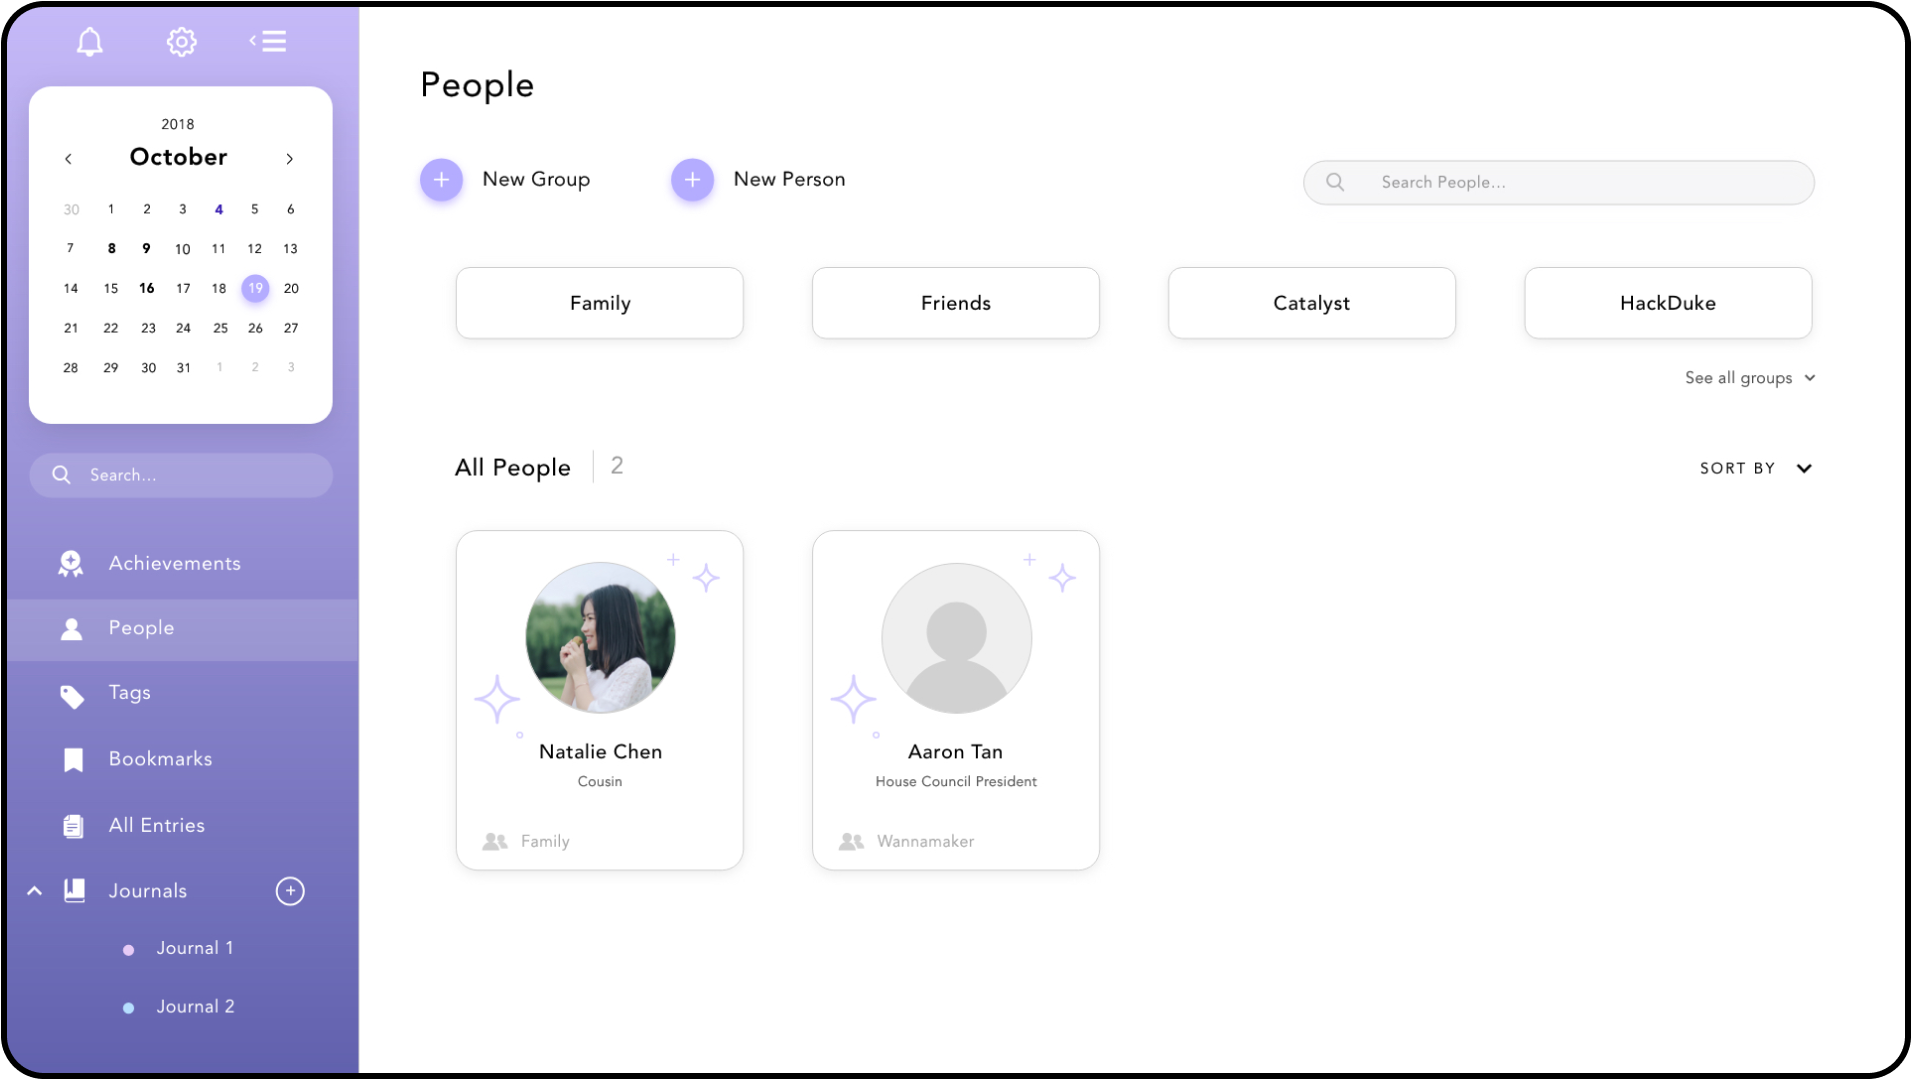 2018
October
30 1 2 3 4 5 6
7 8 9 10 11 12 13
14 15 16 17 18 19 20
21 22 23 24 25 26 27
28 29 30 31 1 2 3
Search...
Achievements
People
Tags
Bookmarks
All Entries
Journals
Journal 1
Journal 2
People
New Group
New Person
Search People...
Family
Friends
Catalyst
HackDuke
See all groups
All People
2
SORT BY
Natalie Chen
Cousin
Family
Aaron Tan
House Council President
Wannamaker